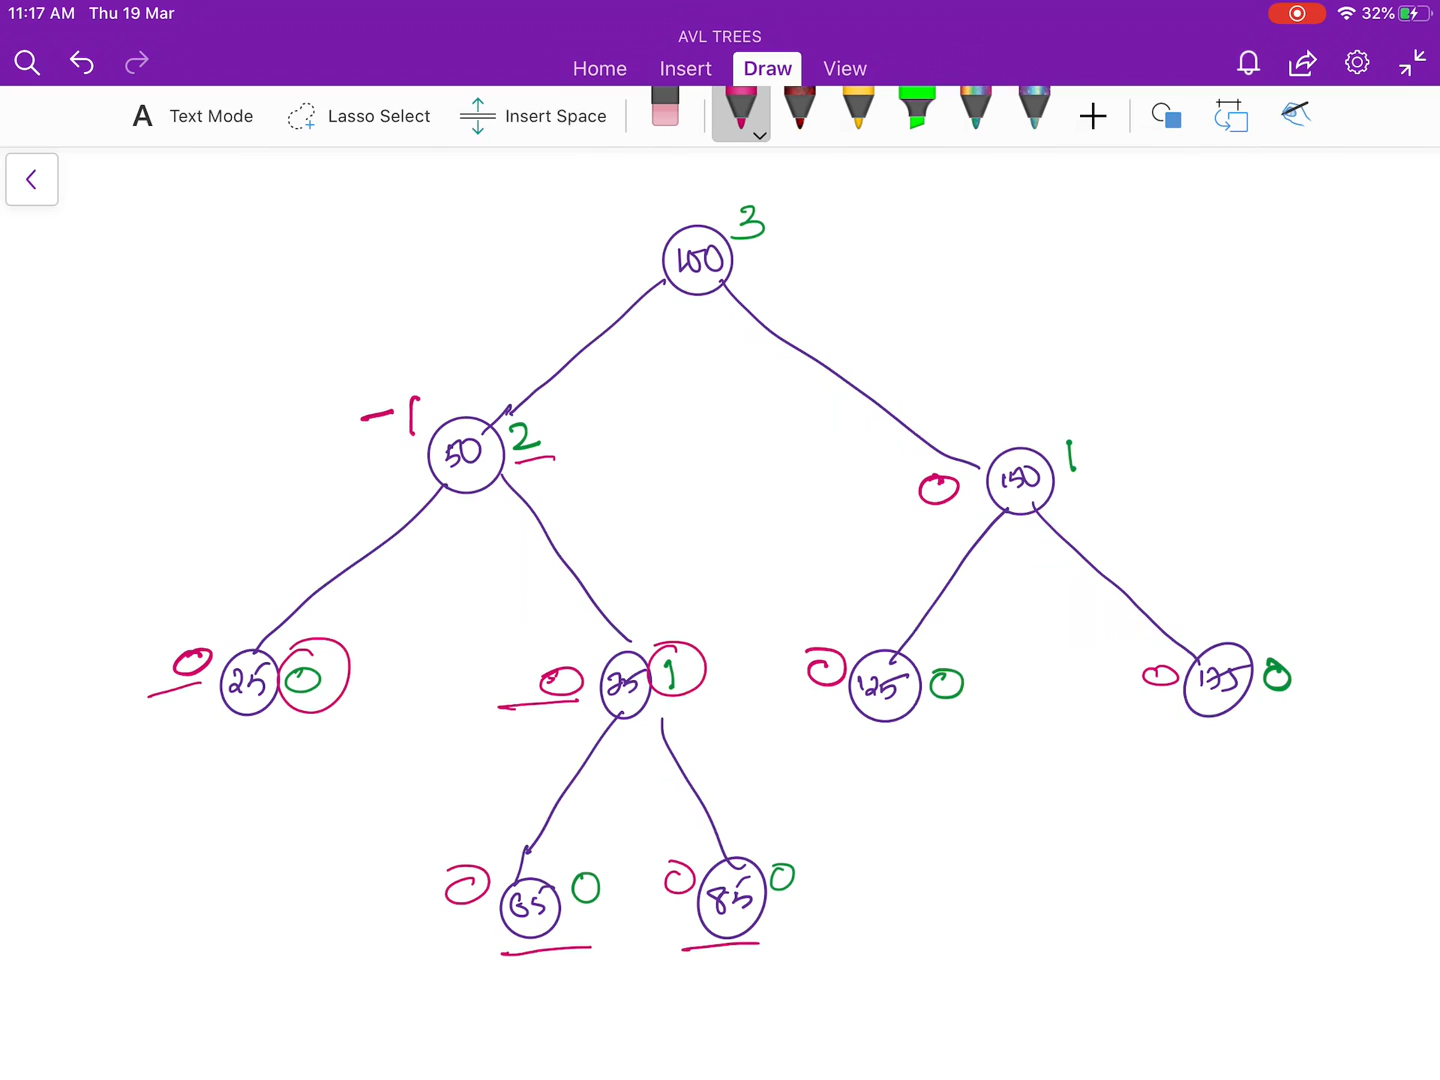 11:17 AM Thu 19 Mar
32%
AVL TREES
Home Insert Draw View
A Text Mode Lasso Select Insert Space
3
100
-1 50 2
0 150 1
0 25 0
0 75 1
0 125 0
0 175 0
0 65 0
0 85 0